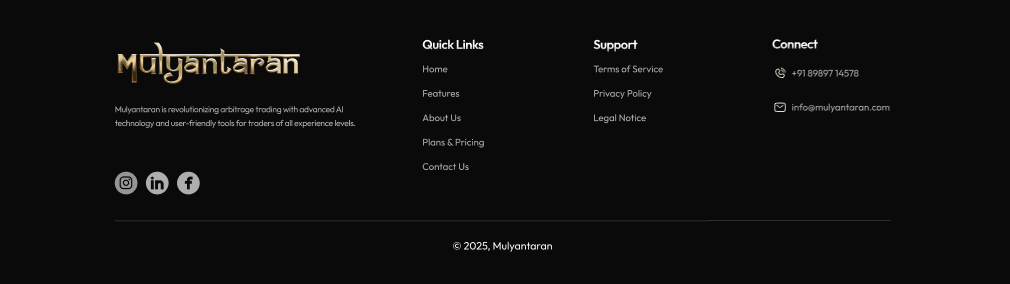 Mulyantaran
Mulyantaran is revolutionizing arbitrage trading with advanced AI
technology and user-friendly tools for traders of all experience levels.
Quick Links
Home
Features
About Us
Plans & Pricing
Contact Us
Support
Terms of Service
Privacy Policy
Legal Notice
Connect
+91 89897 14578
info@mulyantaran.com
© 2025, Mulyantaran